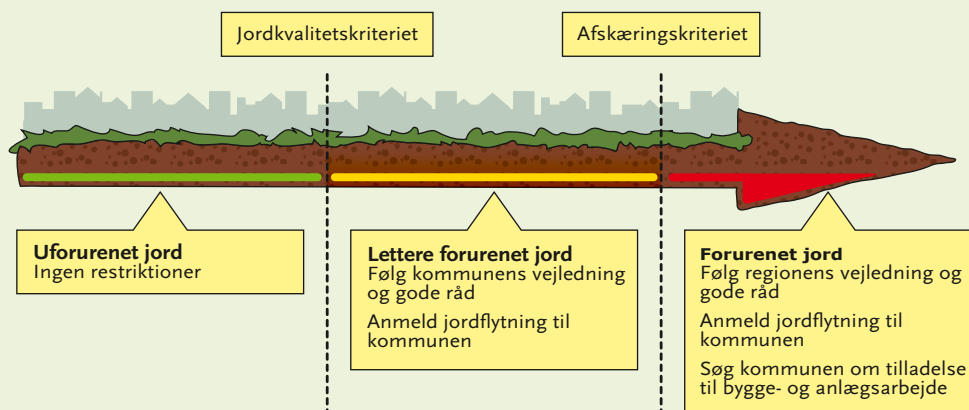 Jordkvalitetskriteriet
Afskæringskriteriet
Uforurenet jord
Ingen restriktioner
Lettere forurenet jord
Følg kommunens vejledning
og gode råd
Anmeld jordflytning til
kommunen
Forurenet jord
Følg regionens vejledning og
gode råd
Anmeld jordflytning til
kommunen
Søg kommunen om tilladelse
til bygge- og anlægsarbejde